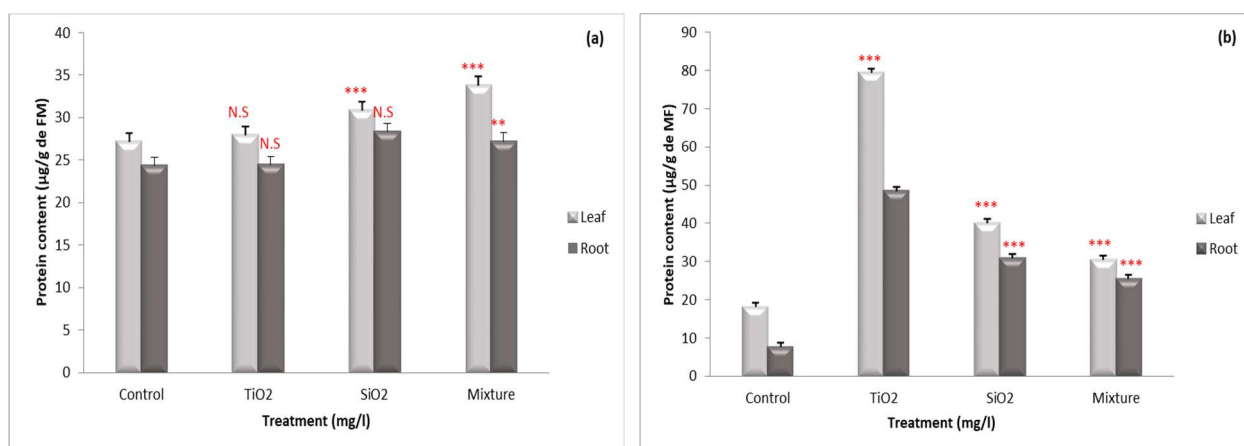 (a)
Protein content (µg/g de FM)
40
35
30
25
20
15
10
5
0
N.S
N.S
***
N.S
***
**
Control
TiO2
SiO2
Mixture
Treatment (mg/l)
Leaf
Root
(b)
Protein content (µg/g de MF)
90
80
70
60
50
40
30
20
10
0
***
***
***
***
***
Control
TiO2
SiO2
Mixture
Treatment (mg/l)
Leaf
Root